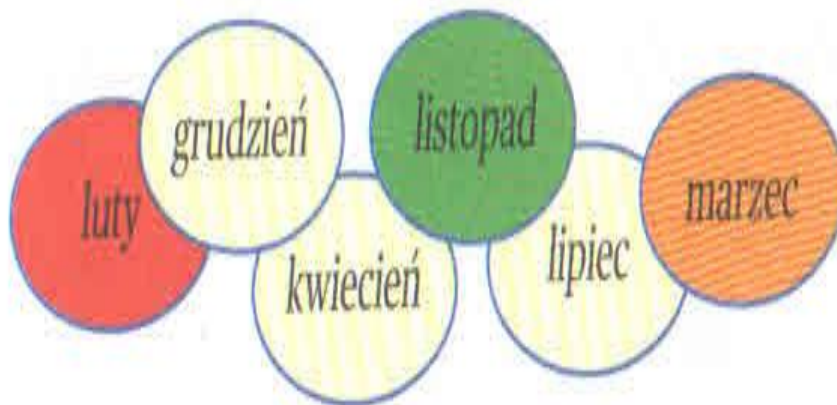 luty
grudzień
kwiecień
listopad
lipiec
marzec